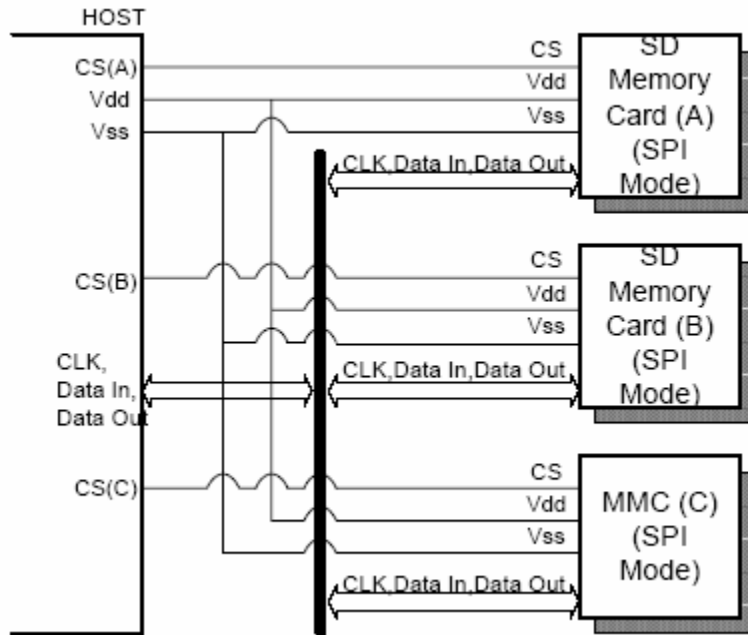 HOST
CS(A)
Vdd
Vss
CS
Vdd
Vss
CLK,Data In,Data Out
SD
Memory
Card (A)
(SPI
Mode)
CS(B)
CS
Vdd
Vss
CLK,Data In,Data Out
SD
Memory
Card (B)
(SPI
Mode)
CLK,
Data In,
Data Out
CS(C)
CS
Vdd
Vss
CLK,Data In,Data Out
MMC (C)
(SPI
Mode)